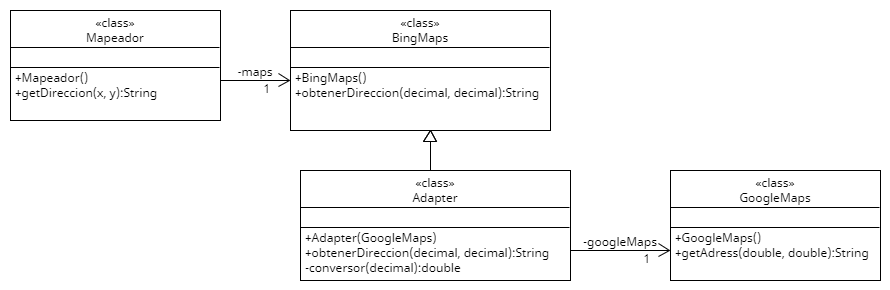 «class»
Mapeador
+Mapeador()
+getDireccion(x, y):String
-maps
1
«class»
BingMaps
+BingMaps()
+obtenerDireccion(decimal, decimal):String
«class»
Adapter
+Adapter(GoogleMaps)
+obtenerDireccion(decimal, decimal):String
-conversor(decimal):double
-googleMaps
1
«class»
GoogleMaps
+GoogleMaps()
+getAdress(double, double):String